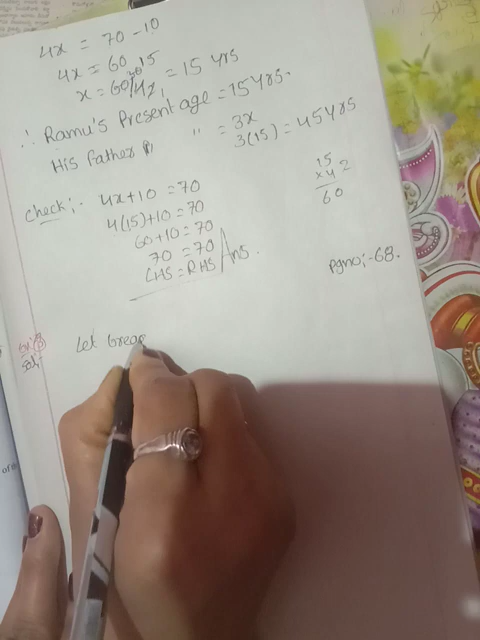 4x = 70 - 10
4x = 60
x = 60/4 = 15 yrs
∴ Ramu's Present age = 15 Yrs.
His father " = 3x
3(15) = 45 Yrs
15
x 4
60
Check:- 4x+10 = 70
4(15)+10 = 70
60+10 = 70
70 = 70
LHS = RHS Ans.
Pgno:-68.
Sol:
Let Grea